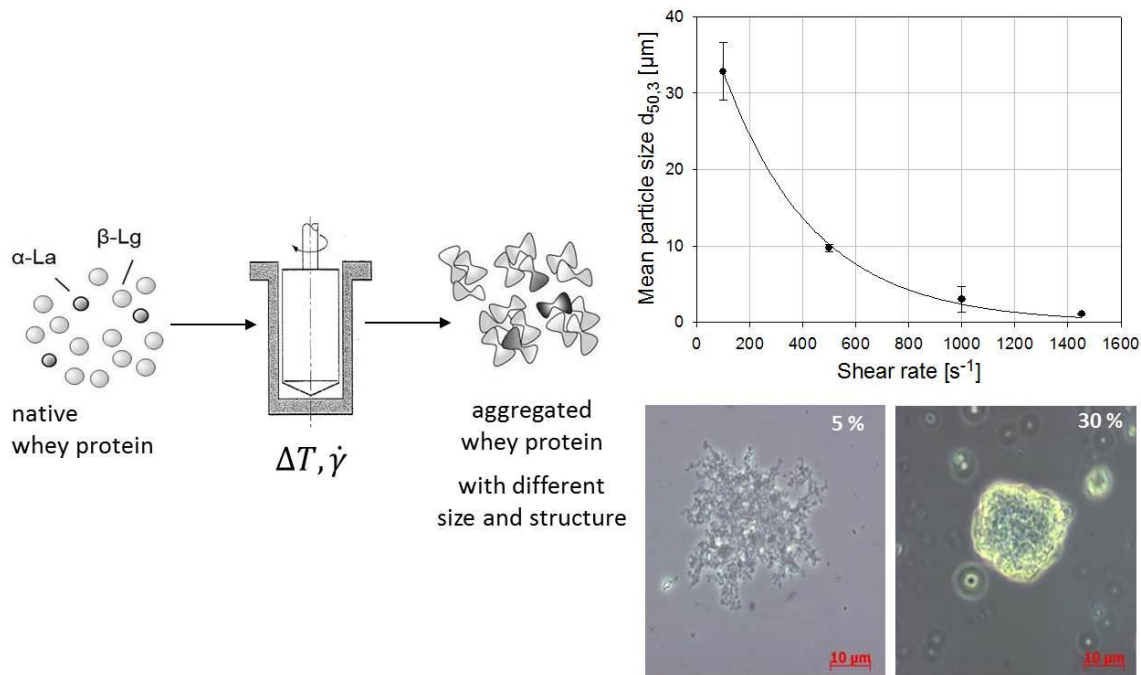 α-La
β-Lg
native
whey protein
ΔT, γ̇
aggregated
whey protein
with different
size and structure
Mean particle size d50,3 [µm]
40
30
20
10
0
0 200 400 600 800 1000 1200 1400 1600
Shear rate [s⁻¹]
5 %
10 µm
30 %
10 µm